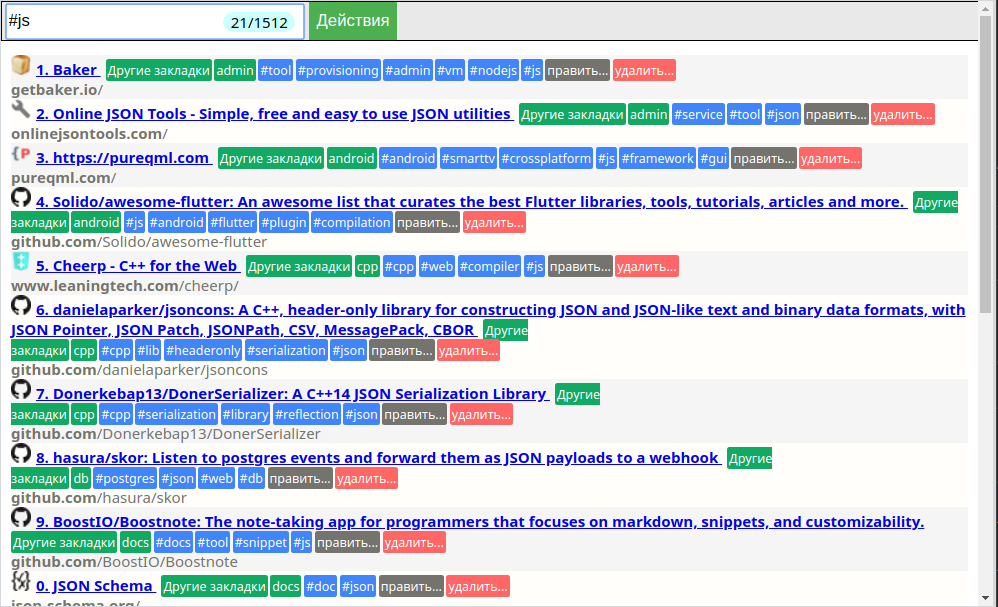 #js 21/1512 Действия
1. Baker Другие закладки admin #tool #provisioning #admin #vm #nodejs #js править... удалить...
getbaker.io/
2. Online JSON Tools - Simple, free and easy to use JSON utilities Другие закладки admin #service #tool #json править... удалить...
onlinejsontools.com/
3. https://pureqml.com Другие закладки android #android #smarttv #crossplatform #js #framework #gui править... удалить...
pureqml.com/
4. Solido/awesome-flutter: An awesome list that curates the best Flutter libraries, tools, tutorials, articles and more. Другие
закладки android #js #android #flutter #plugin #compilation править... удалить...
github.com/Solido/awesome-flutter
5. Cheerp - C++ for the Web Другие закладки cpp #cpp #web #compiler #js править... удалить...
www.leaningtech.com/cheerp/
6. danielaparker/jsoncons: A C++, header-only library for constructing JSON and JSON-like text and binary data formats, with
JSON Pointer, JSON Patch, JSONPath, CSV, MessagePack, CBOR Другие
закладки cpp #cpp #lib #headeronly #serialization #json править... удалить...
github.com/danielaparker/jsoncons
7. Donerkebap13/DonerSerializer: A C++14 JSON Serialization Library Другие
закладки cpp #cpp #serialization #library #reflection #json править... удалить...
github.com/Donerkebap13/DonerSerializer
8. hasura/skor: Listen to postgres events and forward them as JSON payloads to a webhook Другие
закладки db #postgres #json #web #db править... удалить...
github.com/hasura/skor
9. BoostIO/Boostnote: The note-taking app for programmers that focuses on markdown, snippets, and customizability.
Другие закладки docs #docs #tool #snippet #js править... удалить...
github.com/BoostIO/Boostnote
0. JSON Schema Другие закладки docs #doc #json править... удалить...
json-schema.org/